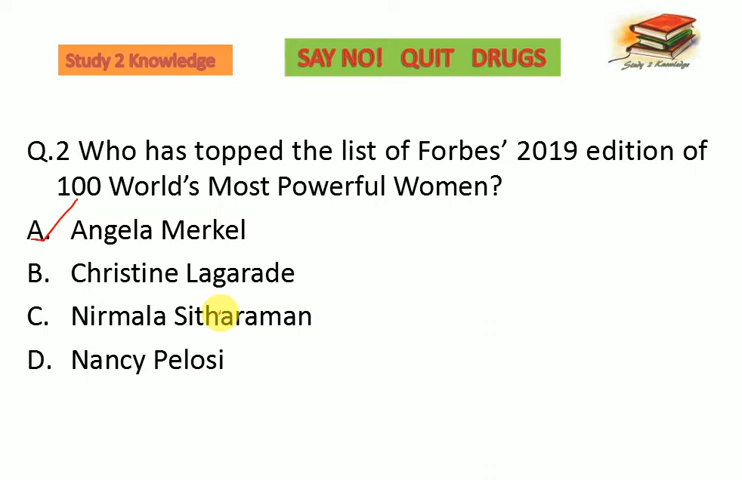 Study 2 Knowledge
SAY NO! QUIT DRUGS
Study 2 Knowledge
Q.2 Who has topped the list of Forbes’ 2019 edition of
100 World’s Most Powerful Women?
A. Angela Merkel
B. Christine Lagarade
C. Nirmala Sitharaman
D. Nancy Pelosi